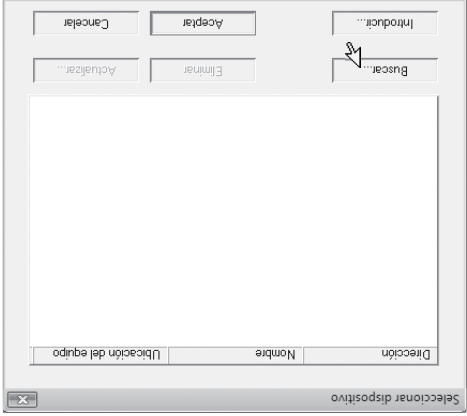 Seleccionar dispositivo
Dirección Nombre Ubicación del equipo
Buscar... Eliminar Actualizar...
Introducir... Aceptar Cancelar